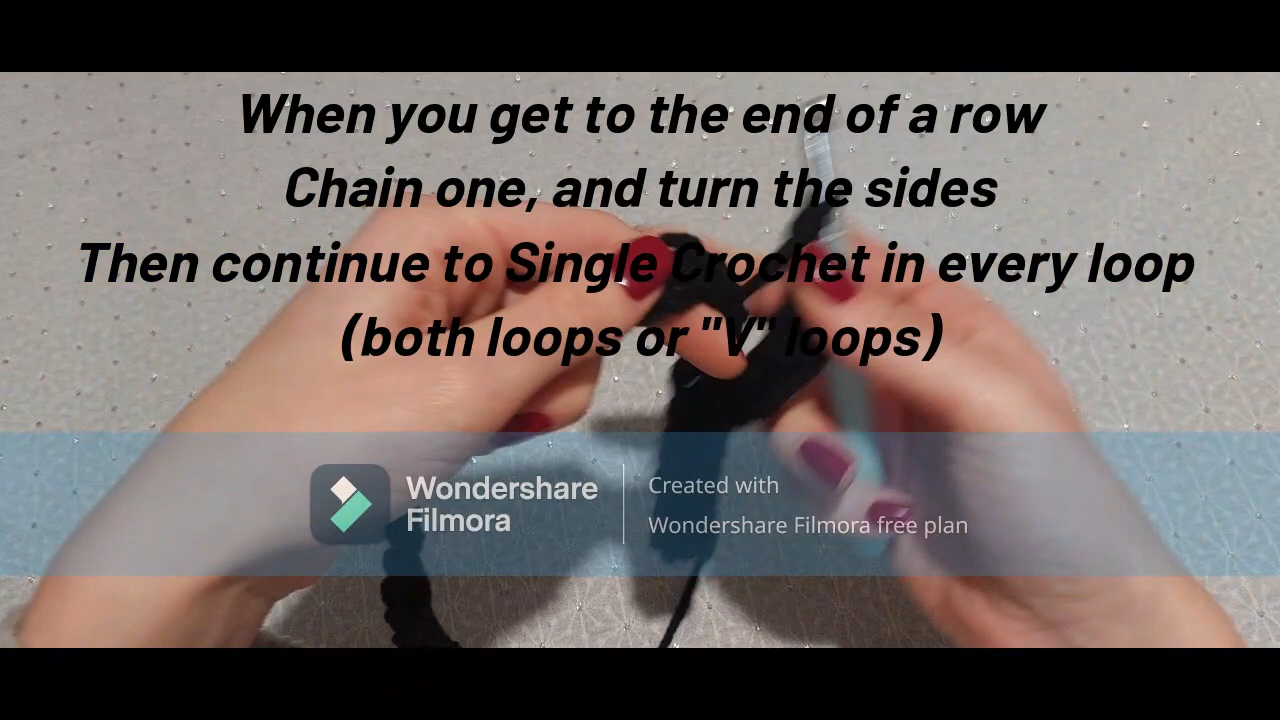 When you get to the end of a row
Chain one, and turn the sides
Then continue to Single Crochet in every loop
(both loops or "V" loops)
Wondershare
Filmora
Created with
Wondershare Filmora free plan